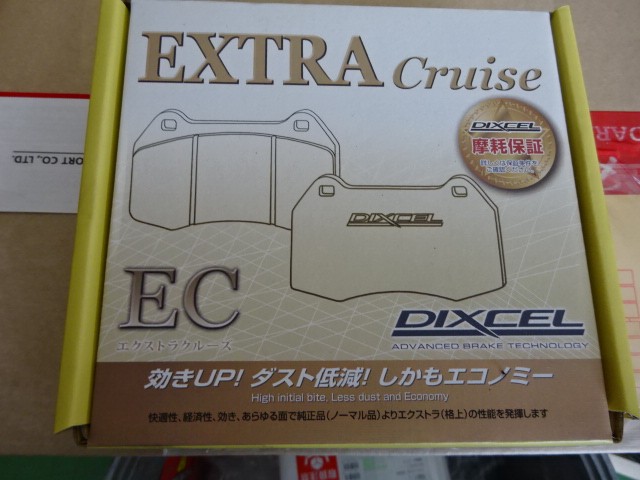 EXTRA Cruise
DIXCEL
摩耗保証
DIXCEL
EC
エクストラクルーズ
DIXCEL
ADVANCED BRAKE TECHNOLOGY
効きUP! ダスト低減! しかもエコノミー
High initial bite, Less dust and Economy
快適性、経済性、効き、あらゆる面で純正品(ノーマル品)よりエクストラ(格上)の性能を発揮します
PORT CO., LTD.